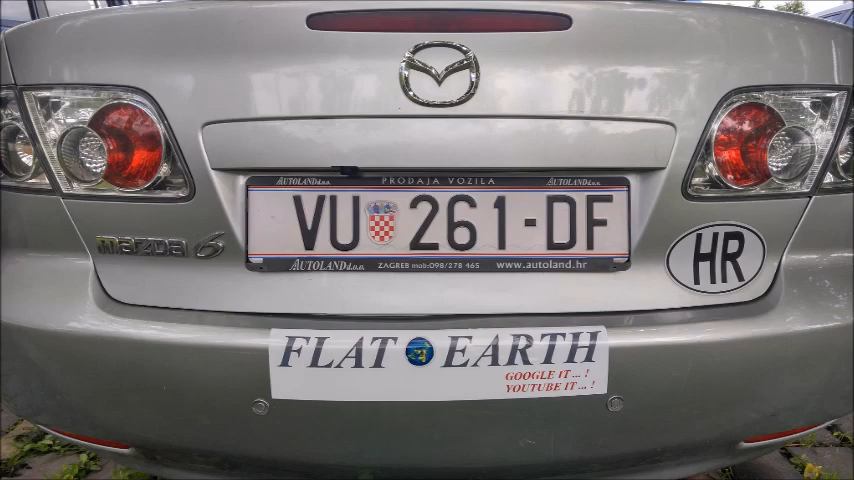 AUTOLAND d.o.o. PRODAJA VOZILA AUTOLAND d.o.o.
VU 261-DF
AUTOLAND d.o.o. ZAGREB mob:098/278 465 www.autoland.hr
mazda 6
HR
FLAT EARTH
GOOGLE IT ... !
YOUTUBE IT ... !